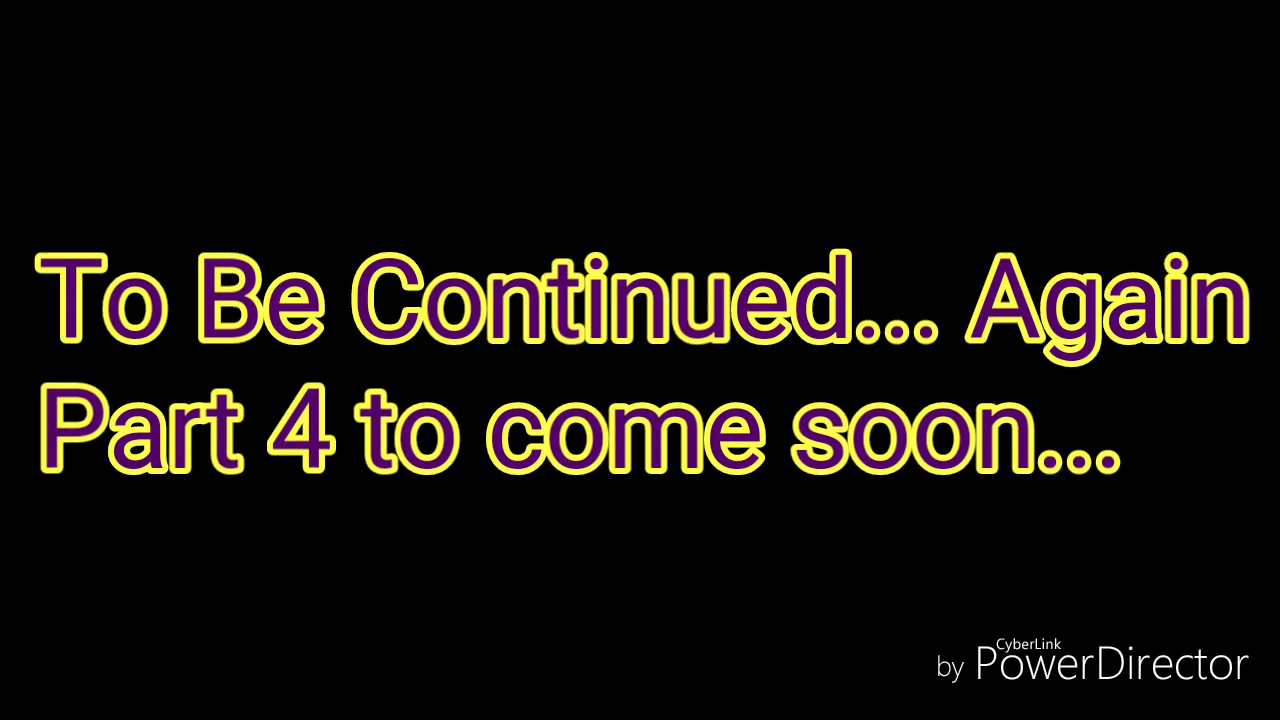 To Be Continued... Again
Part 4 to come soon...
CyberLink
by PowerDirector